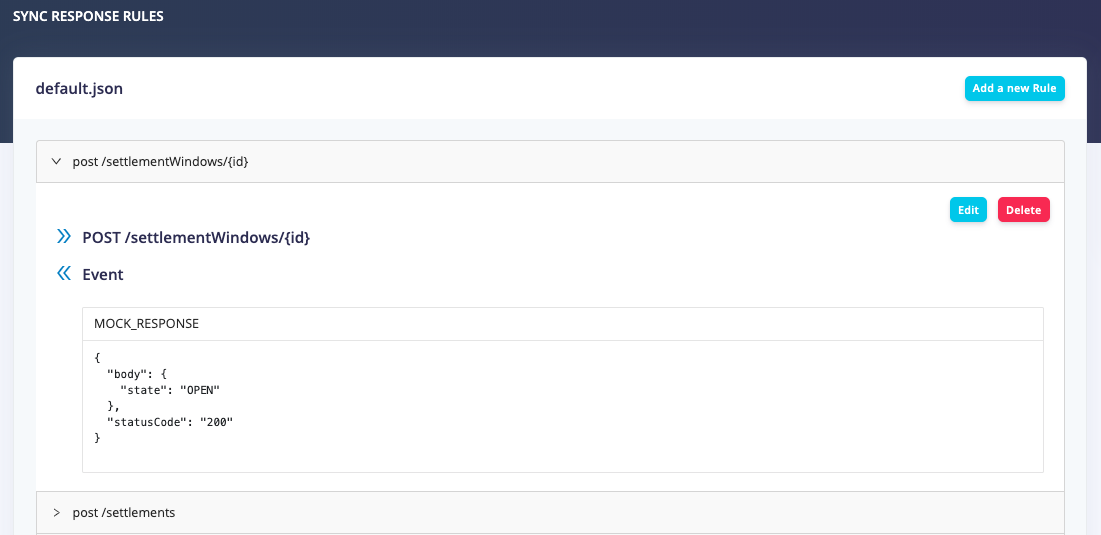 SYNC RESPONSE RULES
default.json
Add a new Rule
post /settlementWindows/{id}
Edit
Delete
POST /settlementWindows/{id}
Event
MOCK_RESPONSE
{
  "body": {
    "state": "OPEN"
  },
  "statusCode": "200"
}
post /settlements